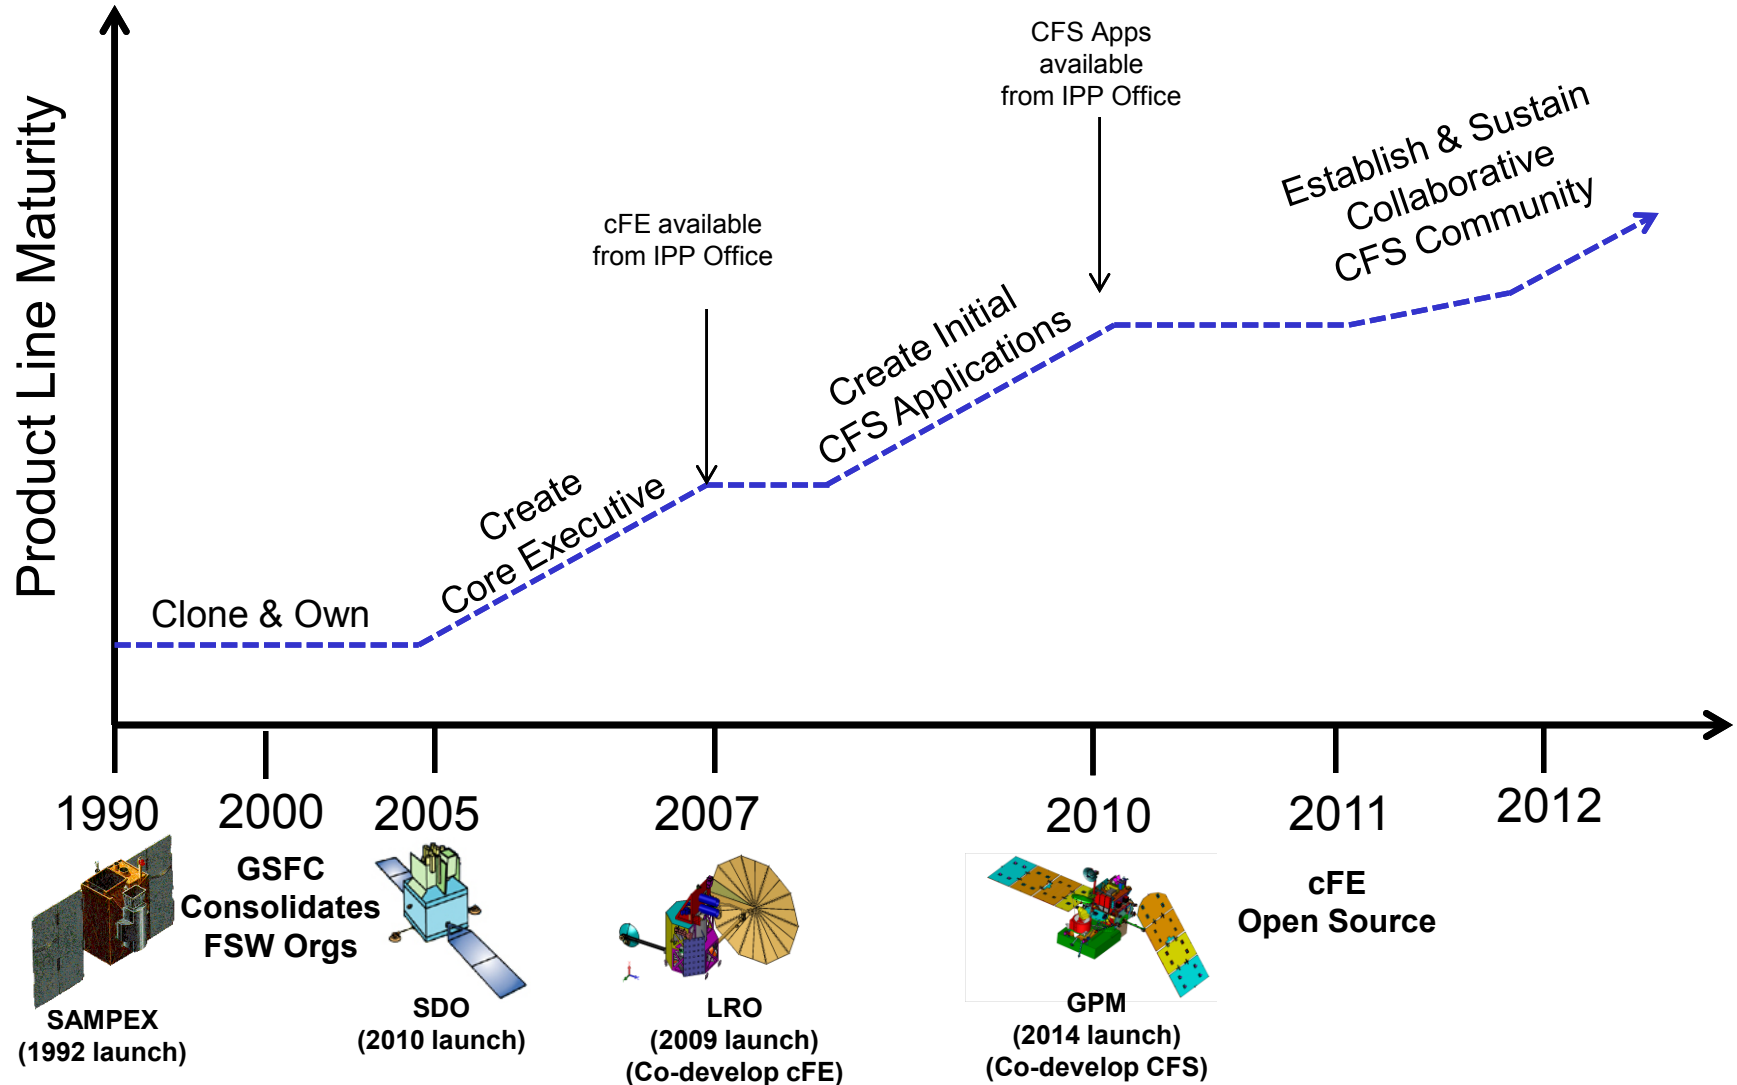 Product Line Maturity
CFS Apps
available
from IPP Office
Establish & Sustain
Collaborative
CFS Community
cFE available
from IPP Office
Create Initial
CFS Applications
Create
Core Executive
Clone & Own
1990
2000
2005
2007
2010
2011
2012
GSFC
Consolidates
FSW Orgs
cFE
Open Source
SAMPEX
(1992 launch)
SDO
(2010 launch)
LRO
(2009 launch)
(Co-develop cFE)
GPM
(2014 launch)
(Co-develop CFS)